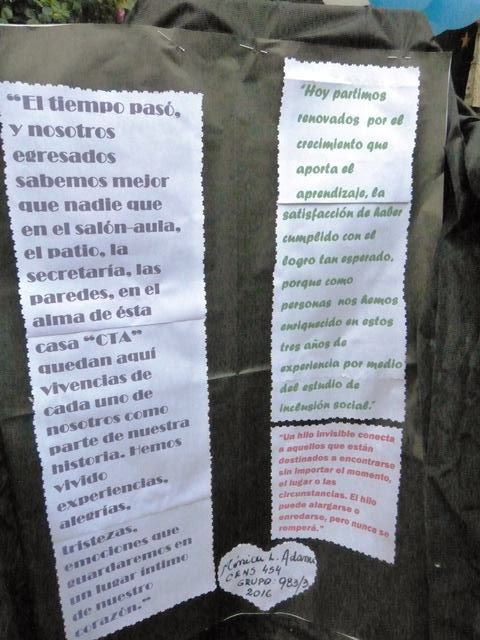 “El tiempo pasó,
y nosotros
egresados
sabemos mejor
que nadie que
en el salón-aula,
el patio, la
secretaría, las
paredes, en el
alma de ésta
casa “CTA”
quedan aquí
vivencias de
cada uno de
nosotros como
parte de nuestra
historia. Hemos
vivido
experiencias,
alegrías,
tristezas,
emociones que
guardaremos en
un lugar íntimo
de nuestro
corazón.”
“Hoy partimos
renovados por el
crecimiento que
aporta el
aprendizaje, la
satisfacción de haber
cumplido con el
logro tan esperado,
porque como
personas nos hemos
enriquecido en estos
tres años de
experiencia por medio
del estudio de
inclusión social.”
“Un hilo invisible conecta
a aquellos que están
destinados a encontrarse
sin importar el momento,
el lugar o las
circunstancias. El hilo
puede alargarse o
enredarse, pero nunca se
romperá.”
Mónica L. Adami
CENS 454
GRUPO 983/3
2016